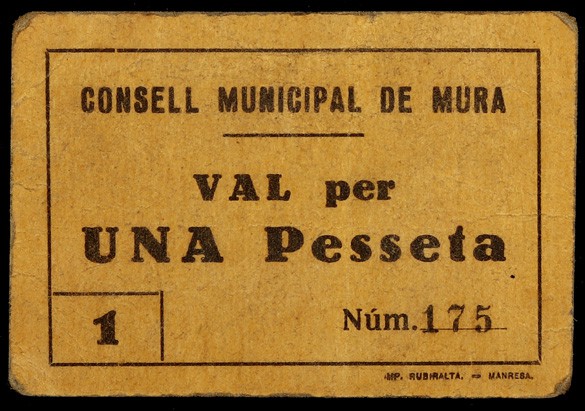 CONSELL MUNICIPAL DE MURA
VAL per
UNA Pesseta
1
Núm. 175
IMP. RUBIRALTA. = MANRESA.